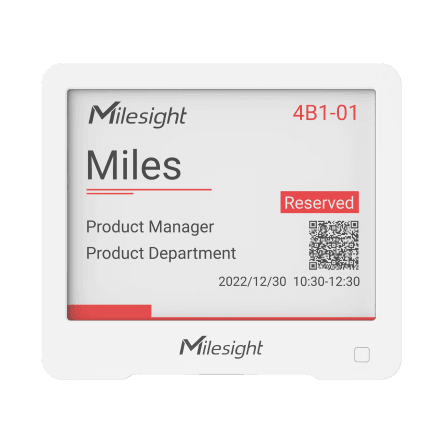 Milesight 4B1-01
Miles
Reserved
Product Manager
Product Department
2022/12/30 10:30-12:30
Milesight